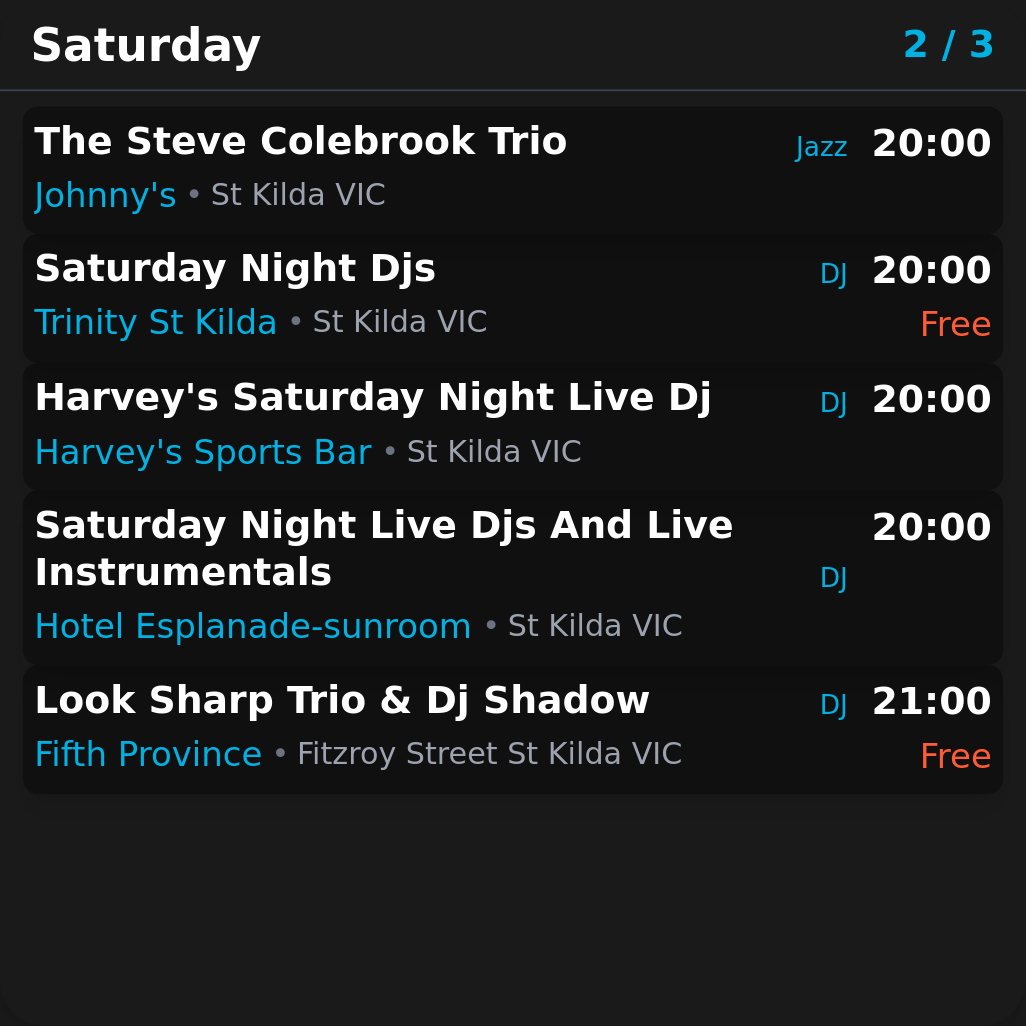 Saturday 2 / 3
The Steve Colebrook Trio Jazz 20:00
Johnny's • St Kilda VIC
Saturday Night Djs DJ 20:00
Trinity St Kilda • St Kilda VIC Free
Harvey's Saturday Night Live Dj DJ 20:00
Harvey's Sports Bar • St Kilda VIC
Saturday Night Live Djs And Live 20:00
Instrumentals DJ
Hotel Esplanade-sunroom • St Kilda VIC
Look Sharp Trio & Dj Shadow DJ 21:00
Fifth Province • Fitzroy Street St Kilda VIC Free